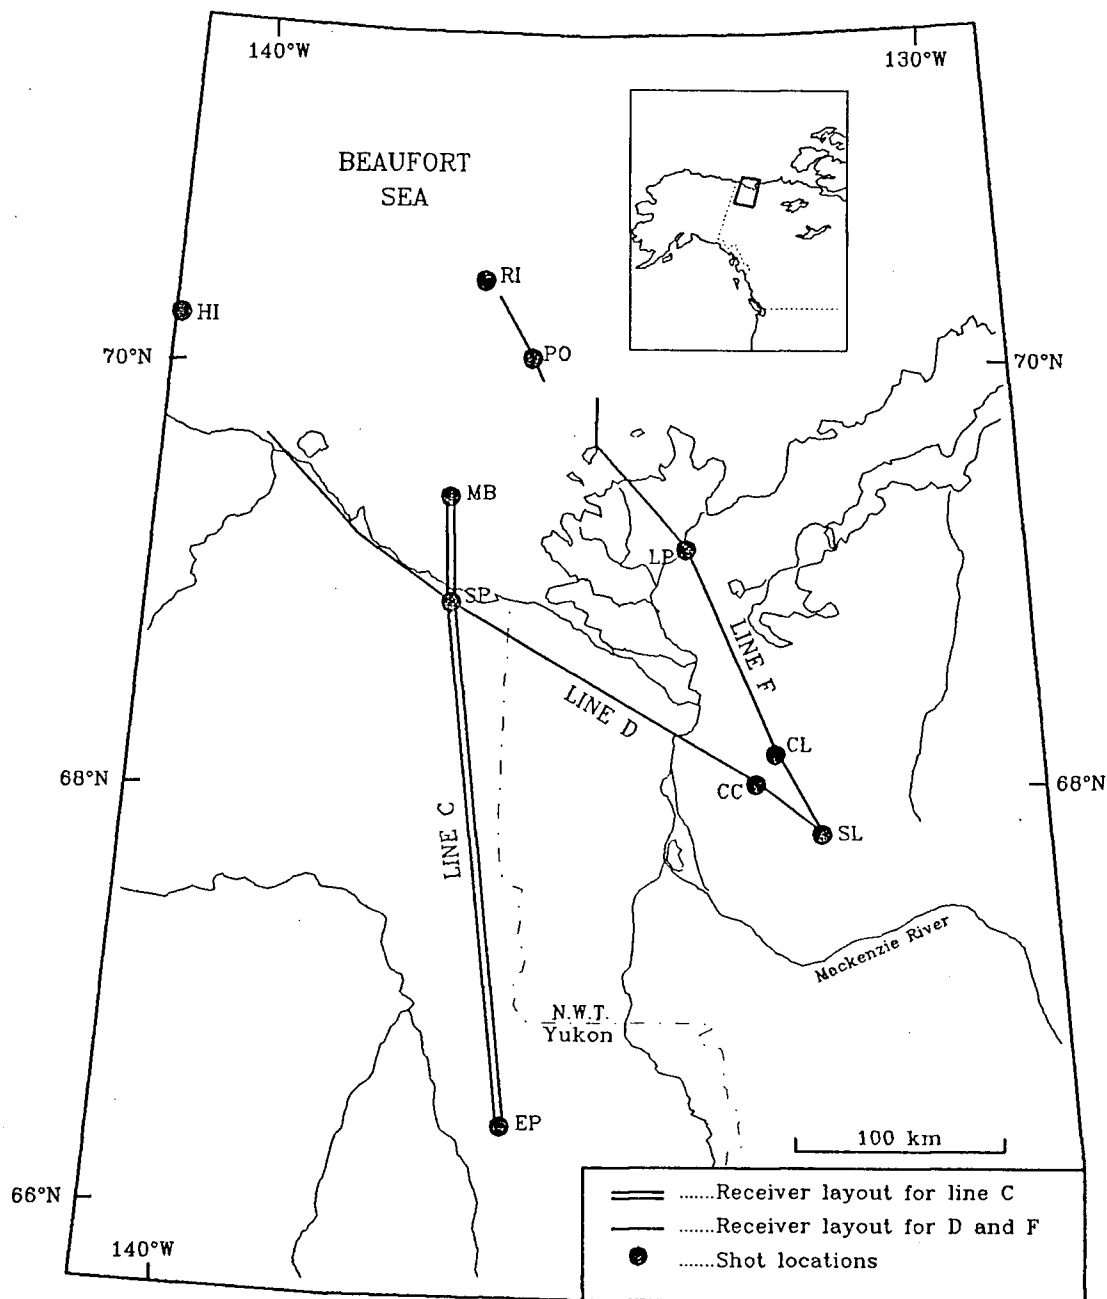 140°W
130°W
BEAUFORT
SEA
RI
HI
70°N
PO
70°N
MB
LP
SP
LINE F
LINE D
CL
68°N
CC
68°N
LINE C
SL
Mackenzie River
N.W.T.
Yukon
EP
100 km
66°N
.......Receiver layout for line C
.......Receiver layout for D and F
.......Shot locations
140°W